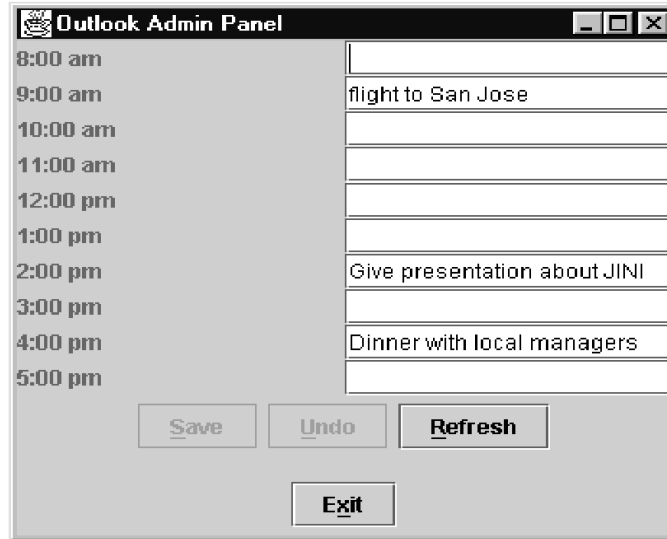 Outlook Admin Panel
8:00 am
9:00 am flight to San Jose
10:00 am
11:00 am
12:00 pm
1:00 pm
2:00 pm Give presentation about JINI
3:00 pm
4:00 pm Dinner with local managers
5:00 pm
Save Undo Refresh
Exit